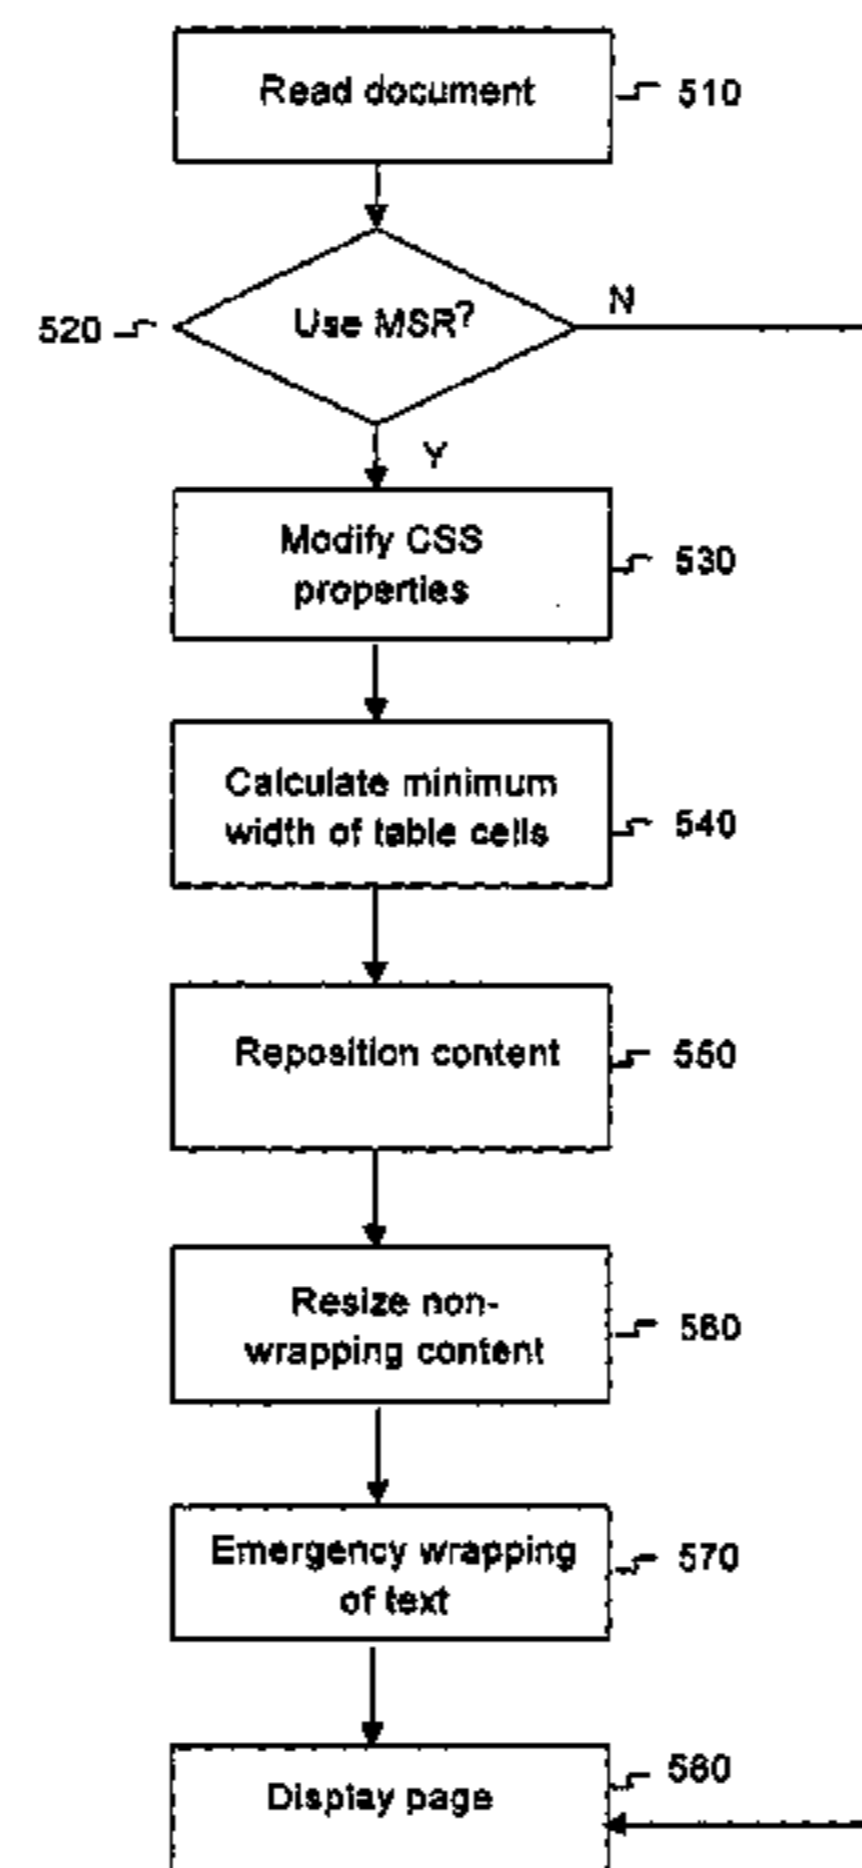 Read document
510
Use MSR?
N
520
Y
Modify CSS
properties
530
Calculate minimum
width of table cells
540
Reposition content
550
Resize non-
wrapping content
560
Emergency wrapping
of text
570
Display page
580